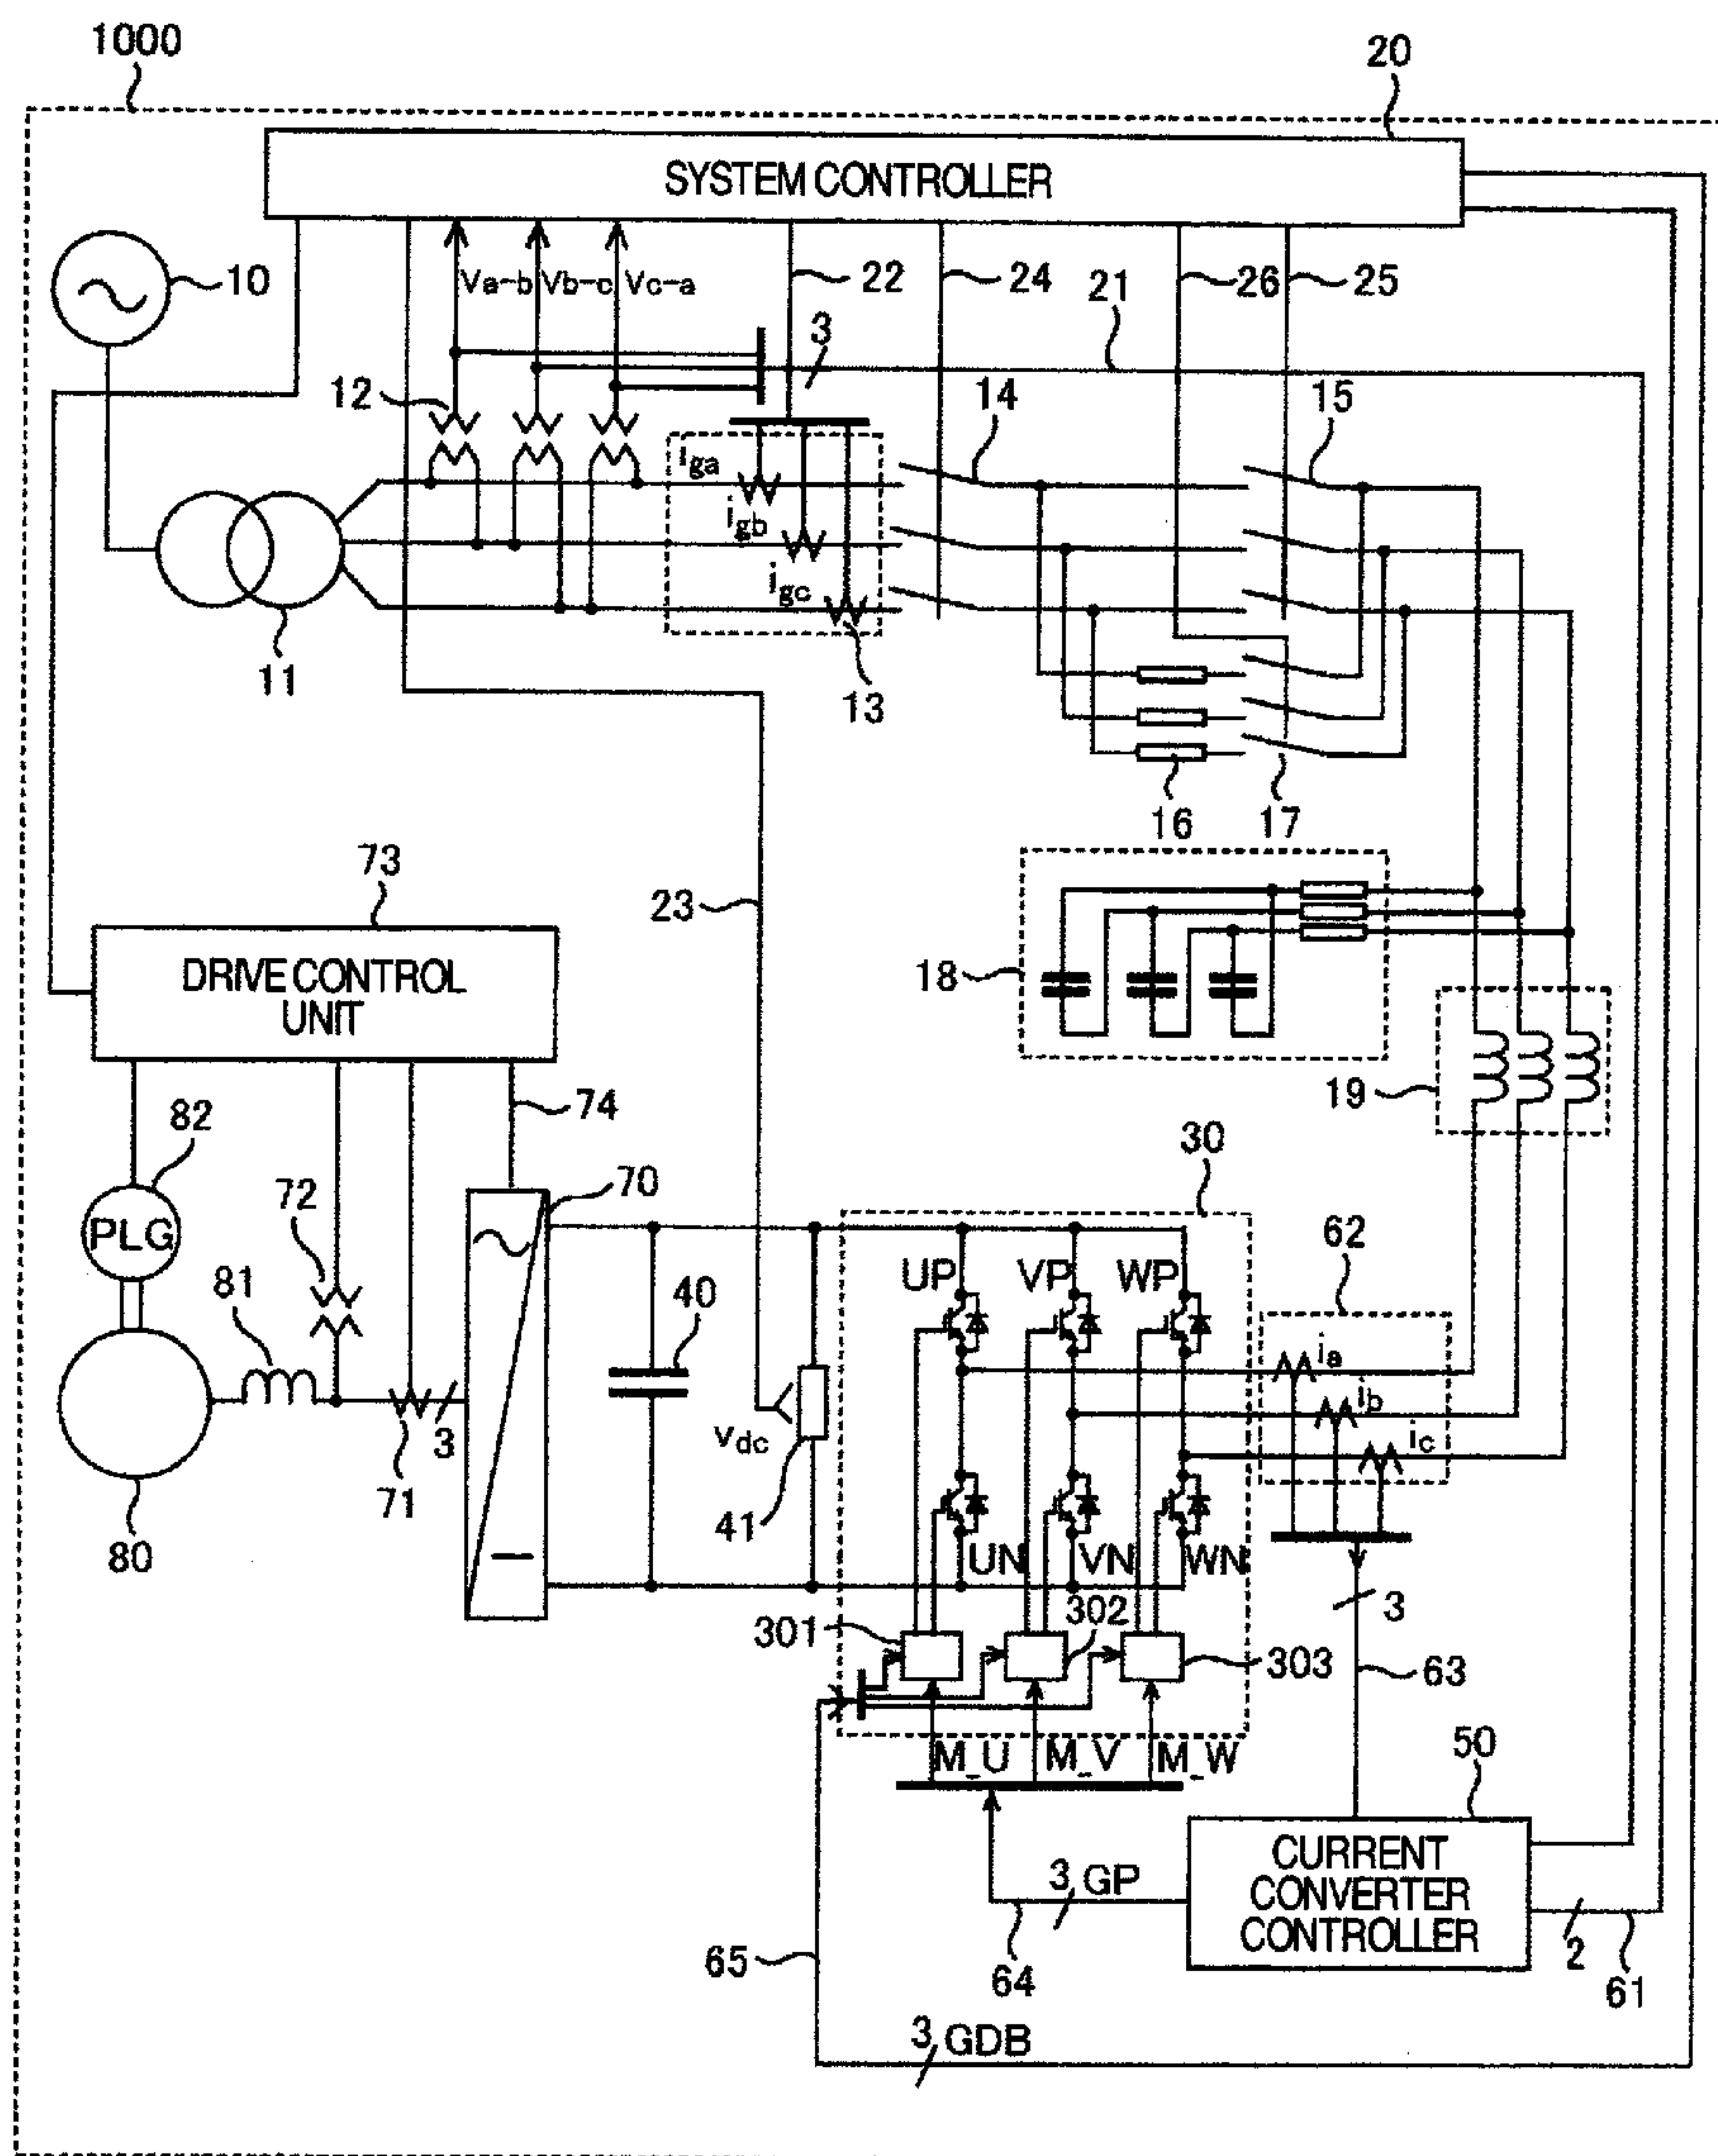 1000
20
SYSTEM CONTROLLER
10
Va-b Vb-c Vc-a
22
24
21
26
25
3
12
14
15
iga
igb
igc
11
13
16
17
73
23
18
DRIVE CONTROL
UNIT
19
74
82
30
72
70
62
PLG
81
40
UP
VP
WP
ia
ib
ic
vdc
3
71
41
80
UN
VN
WN
302
3
301
303
63
M_U
M_V
M_W
50
CURRENT
CONVERTER
CONTROLLER
3
GP
65
64
2
61
3
GDB